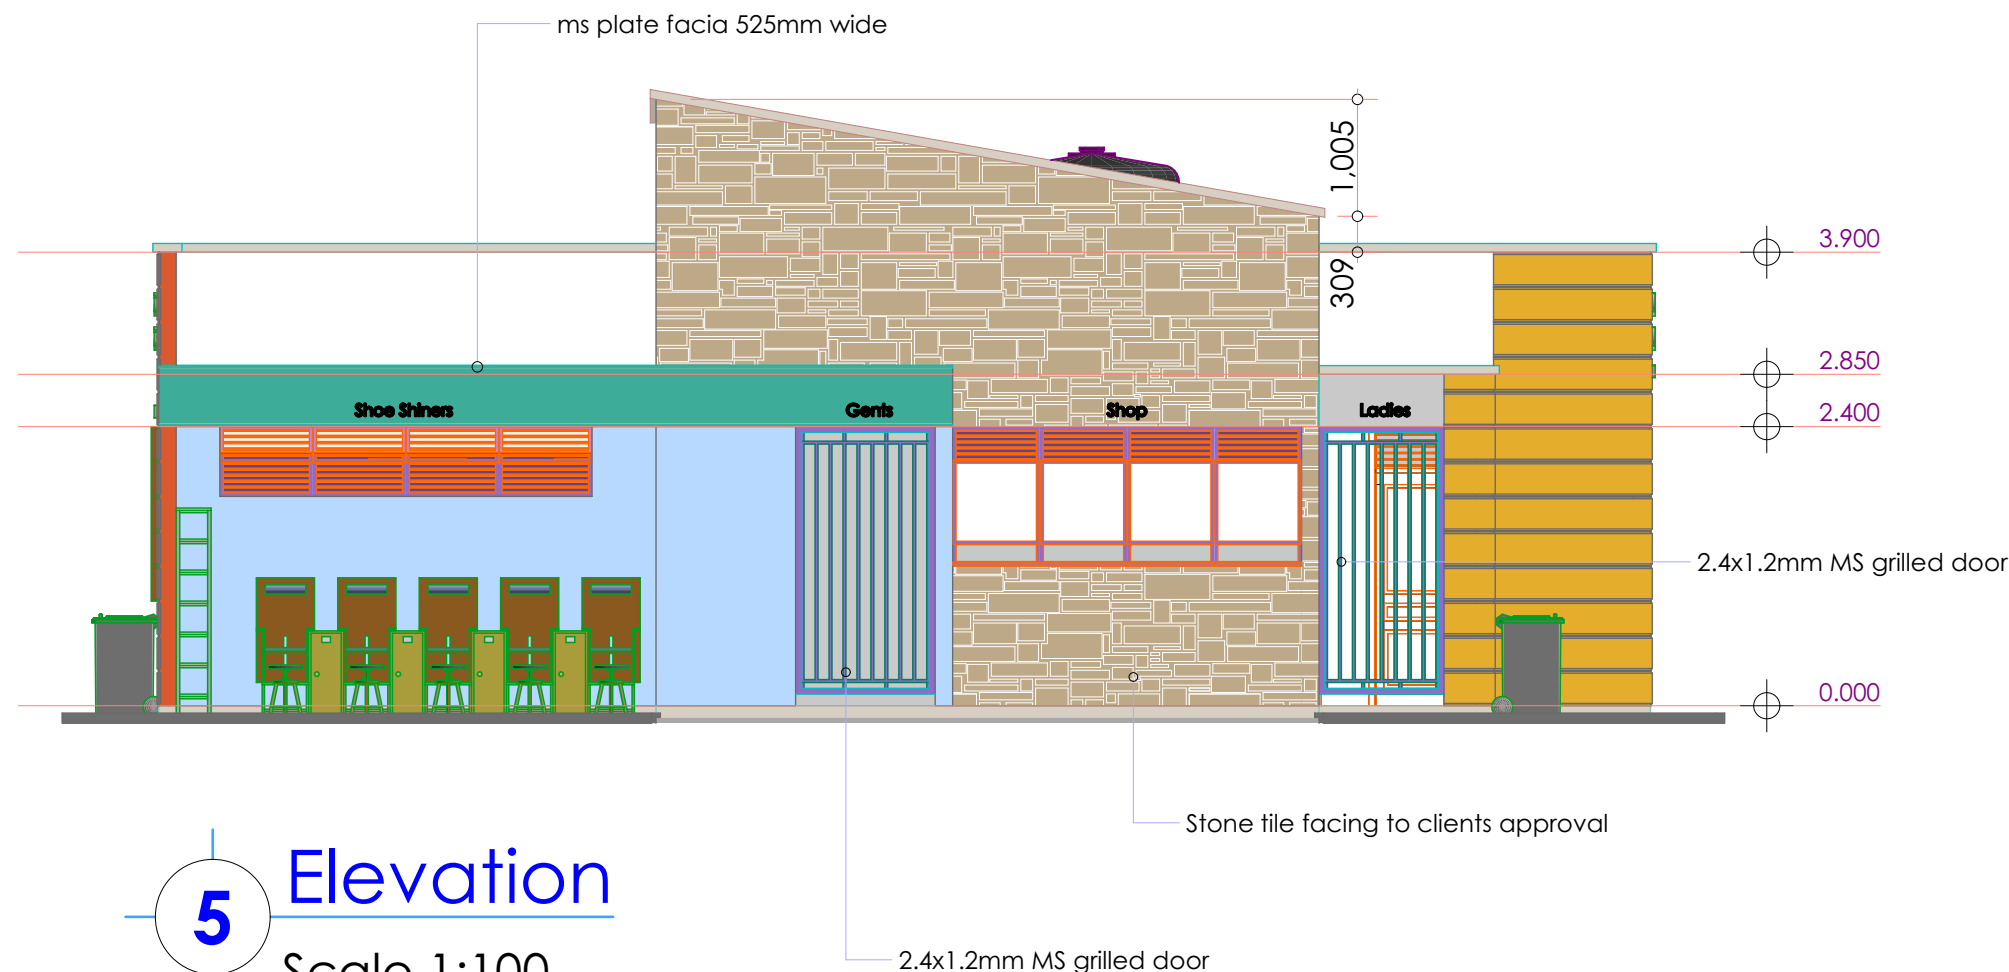 ms plate facia 525mm wide
1,005
309
3.900
2.850
2.400
0.000
Shoe Shiners
Gents
Shop
Ladies
2.4x1.2mm MS grilled door
Stone tile facing to clients approval
2.4x1.2mm MS grilled door
5
Elevation
Scale 1:100